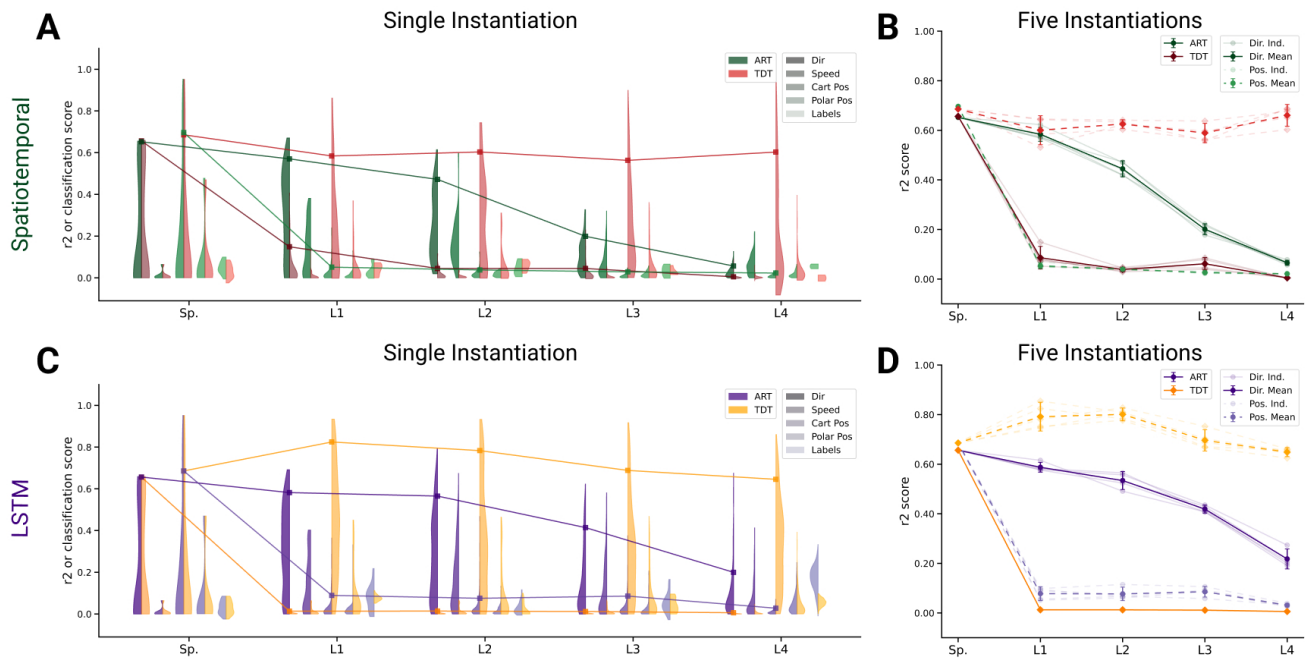 A
Single Instantiation
Spatiotemporal
r2 or classification score
1.0
0.8
0.6
0.4
0.2
0.0
ART
TDT
Dir
Speed
Cart Pos
Polar Pos
Labels
Sp.
L1
L2
L3
L4
B
Five Instantiations
r2 score
1.00
0.80
0.60
0.40
0.20
0.00
ART
TDT
Dir. Ind.
Dir. Mean
Pos. Ind.
Pos. Mean
Sp.
L1
L2
L3
L4
C
Single Instantiation
LSTM
r2 or classification score
1.0
0.8
0.6
0.4
0.2
0.0
ART
TDT
Dir
Speed
Cart Pos
Polar Pos
Labels
Sp.
L1
L2
L3
L4
D
Five Instantiations
r2 score
1.00
0.80
0.60
0.40
0.20
0.00
ART
TDT
Dir. Ind.
Dir. Mean
Pos. Ind.
Pos. Mean
Sp.
L1
L2
L3
L4